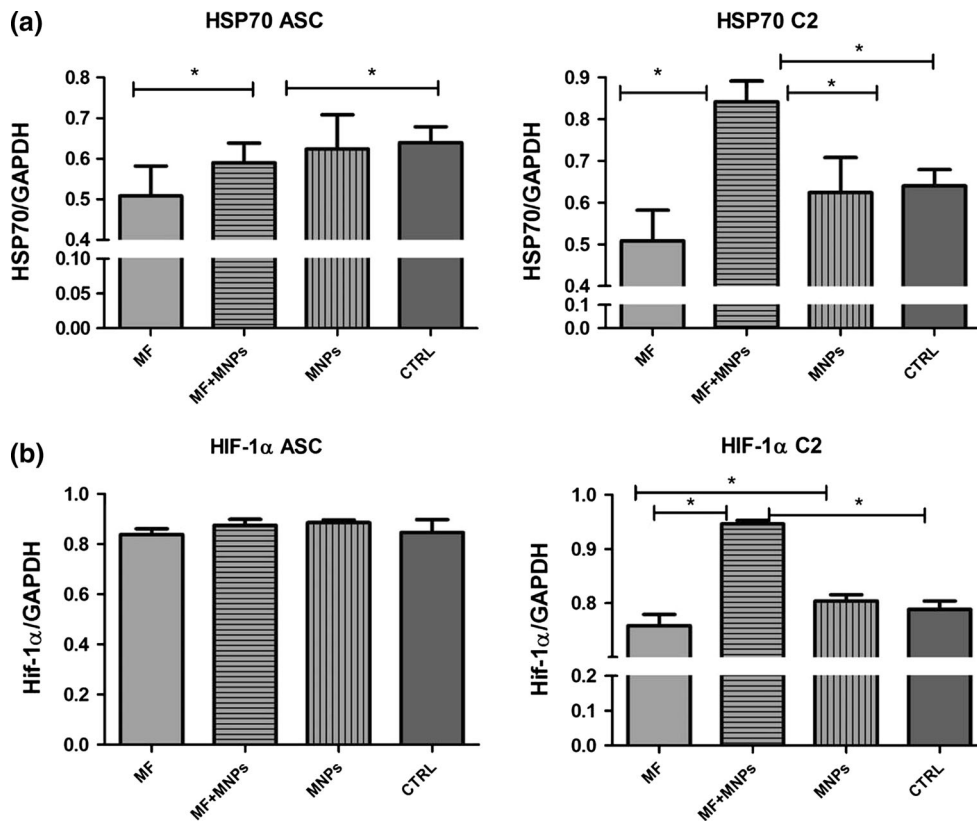 (a)
HSP70 ASC
HSP70/GAPDH
0.8
0.7
0.6
0.5
0.4
0.10
0.05
0.00
*
*
MF
MF+MNPs
MNPs
CTRL
HSP70 C2
HSP70/GAPDH
0.9
0.8
0.7
0.6
0.5
0.4
0.1
0.0
*
*
*
MF
MF+MNPs
MNPs
CTRL
(b)
HIF-1α ASC
Hif-1α/GAPDH
1.0
0.8
0.6
0.4
0.2
0.0
MF
MF+MNPs
MNPs
CTRL
HIF-1α C2
Hif-1α/GAPDH
1.0
0.9
0.8
0.2
0.1
0.0
*
*
*
MF
MF+MNPs
MNPs
CTRL